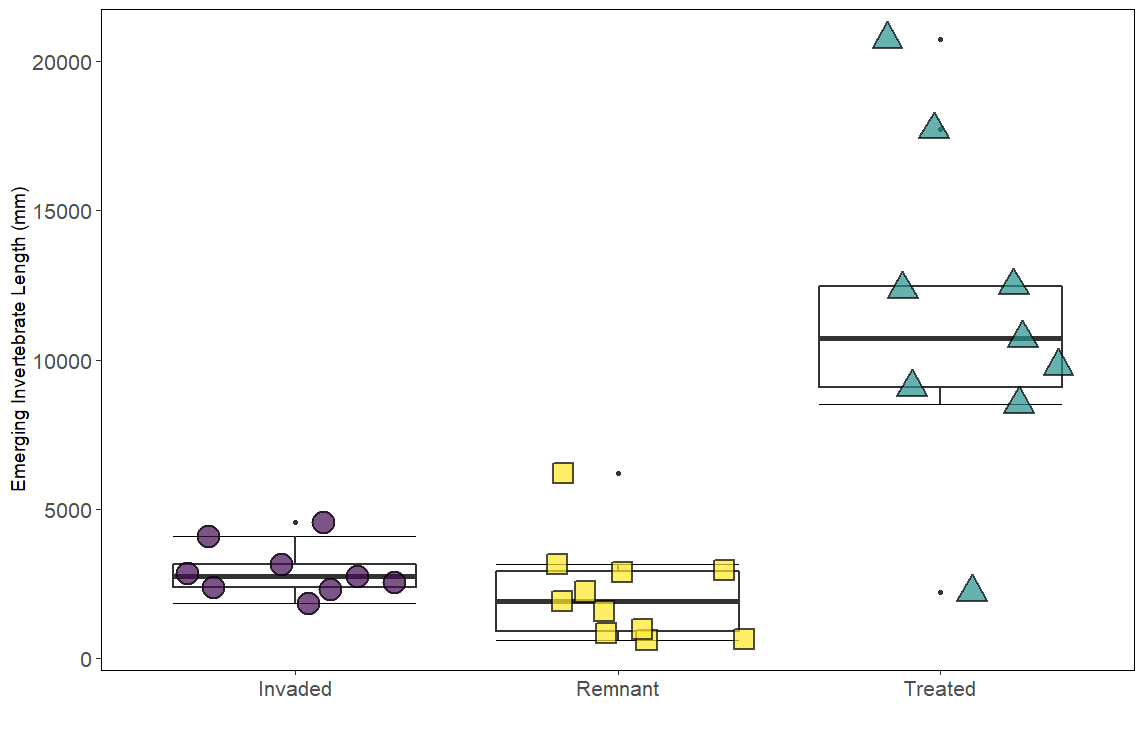 Emerging Invertebrate Length (mm)
20000
15000
10000
5000
0
Invaded
Remnant
Treated